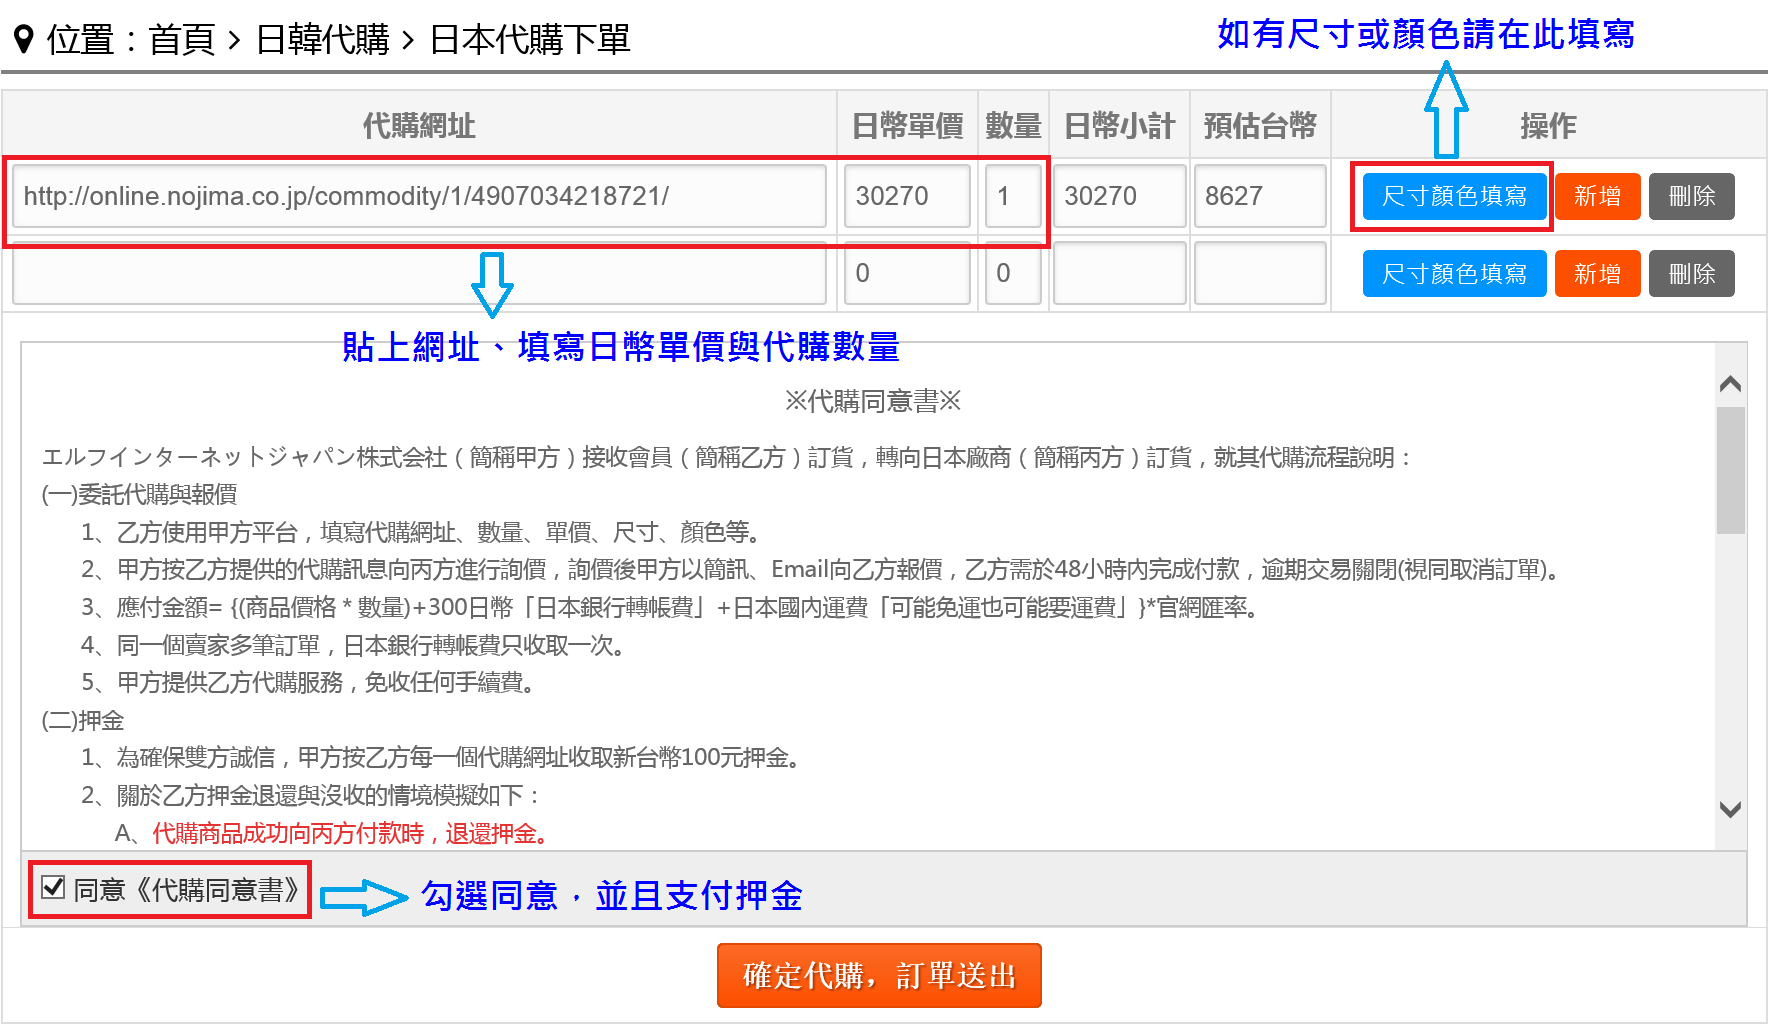 位置：首頁 > 日韓代購 > 日本代購下單
如有尺寸或顏色請在此填寫
代購網址 日幣單價 數量 日幣小計 預估台幣 操作
http://online.nojima.co.jp/commodity/1/4907034218721/ 30270 1 30270 8627 尺寸顏色填寫 新增 刪除
0 0 尺寸顏色填寫 新增 刪除
貼上網址、填寫日幣單價與代購數量
※代購同意書※
エルフインターネットジャパン株式会社（簡稱甲方）接收會員（簡稱乙方）訂貨，轉向日本廠商（簡稱丙方）訂貨，就其代購流程說明：
(一)委託代購與報價
1、乙方使用甲方平台，填寫代購網址、數量、單價、尺寸、顏色等。
2、甲方按乙方提供的代購訊息向丙方進行詢價，詢價後甲方以簡訊、Email向乙方報價，乙方需於48小時內完成付款，逾期交易關閉(視同取消訂單)。
3、應付金額= {(商品價格 * 數量)+300日幣「日本銀行轉帳費」+日本國內運費「可能免運也可能要運費」}*官網匯率。
4、同一個賣家多筆訂單，日本銀行轉帳費只收取一次。
5、甲方提供乙方代購服務，免收任何手續費。
(二)押金
1、為確保雙方誠信，甲方按乙方每一個代購網址收取新台幣100元押金。
2、關於乙方押金退還與沒收的情境模擬如下：
A、代購商品成功向丙方付款時，退還押金。
同意《代購同意書》
勾選同意，並且支付押金
確定代購，訂單送出